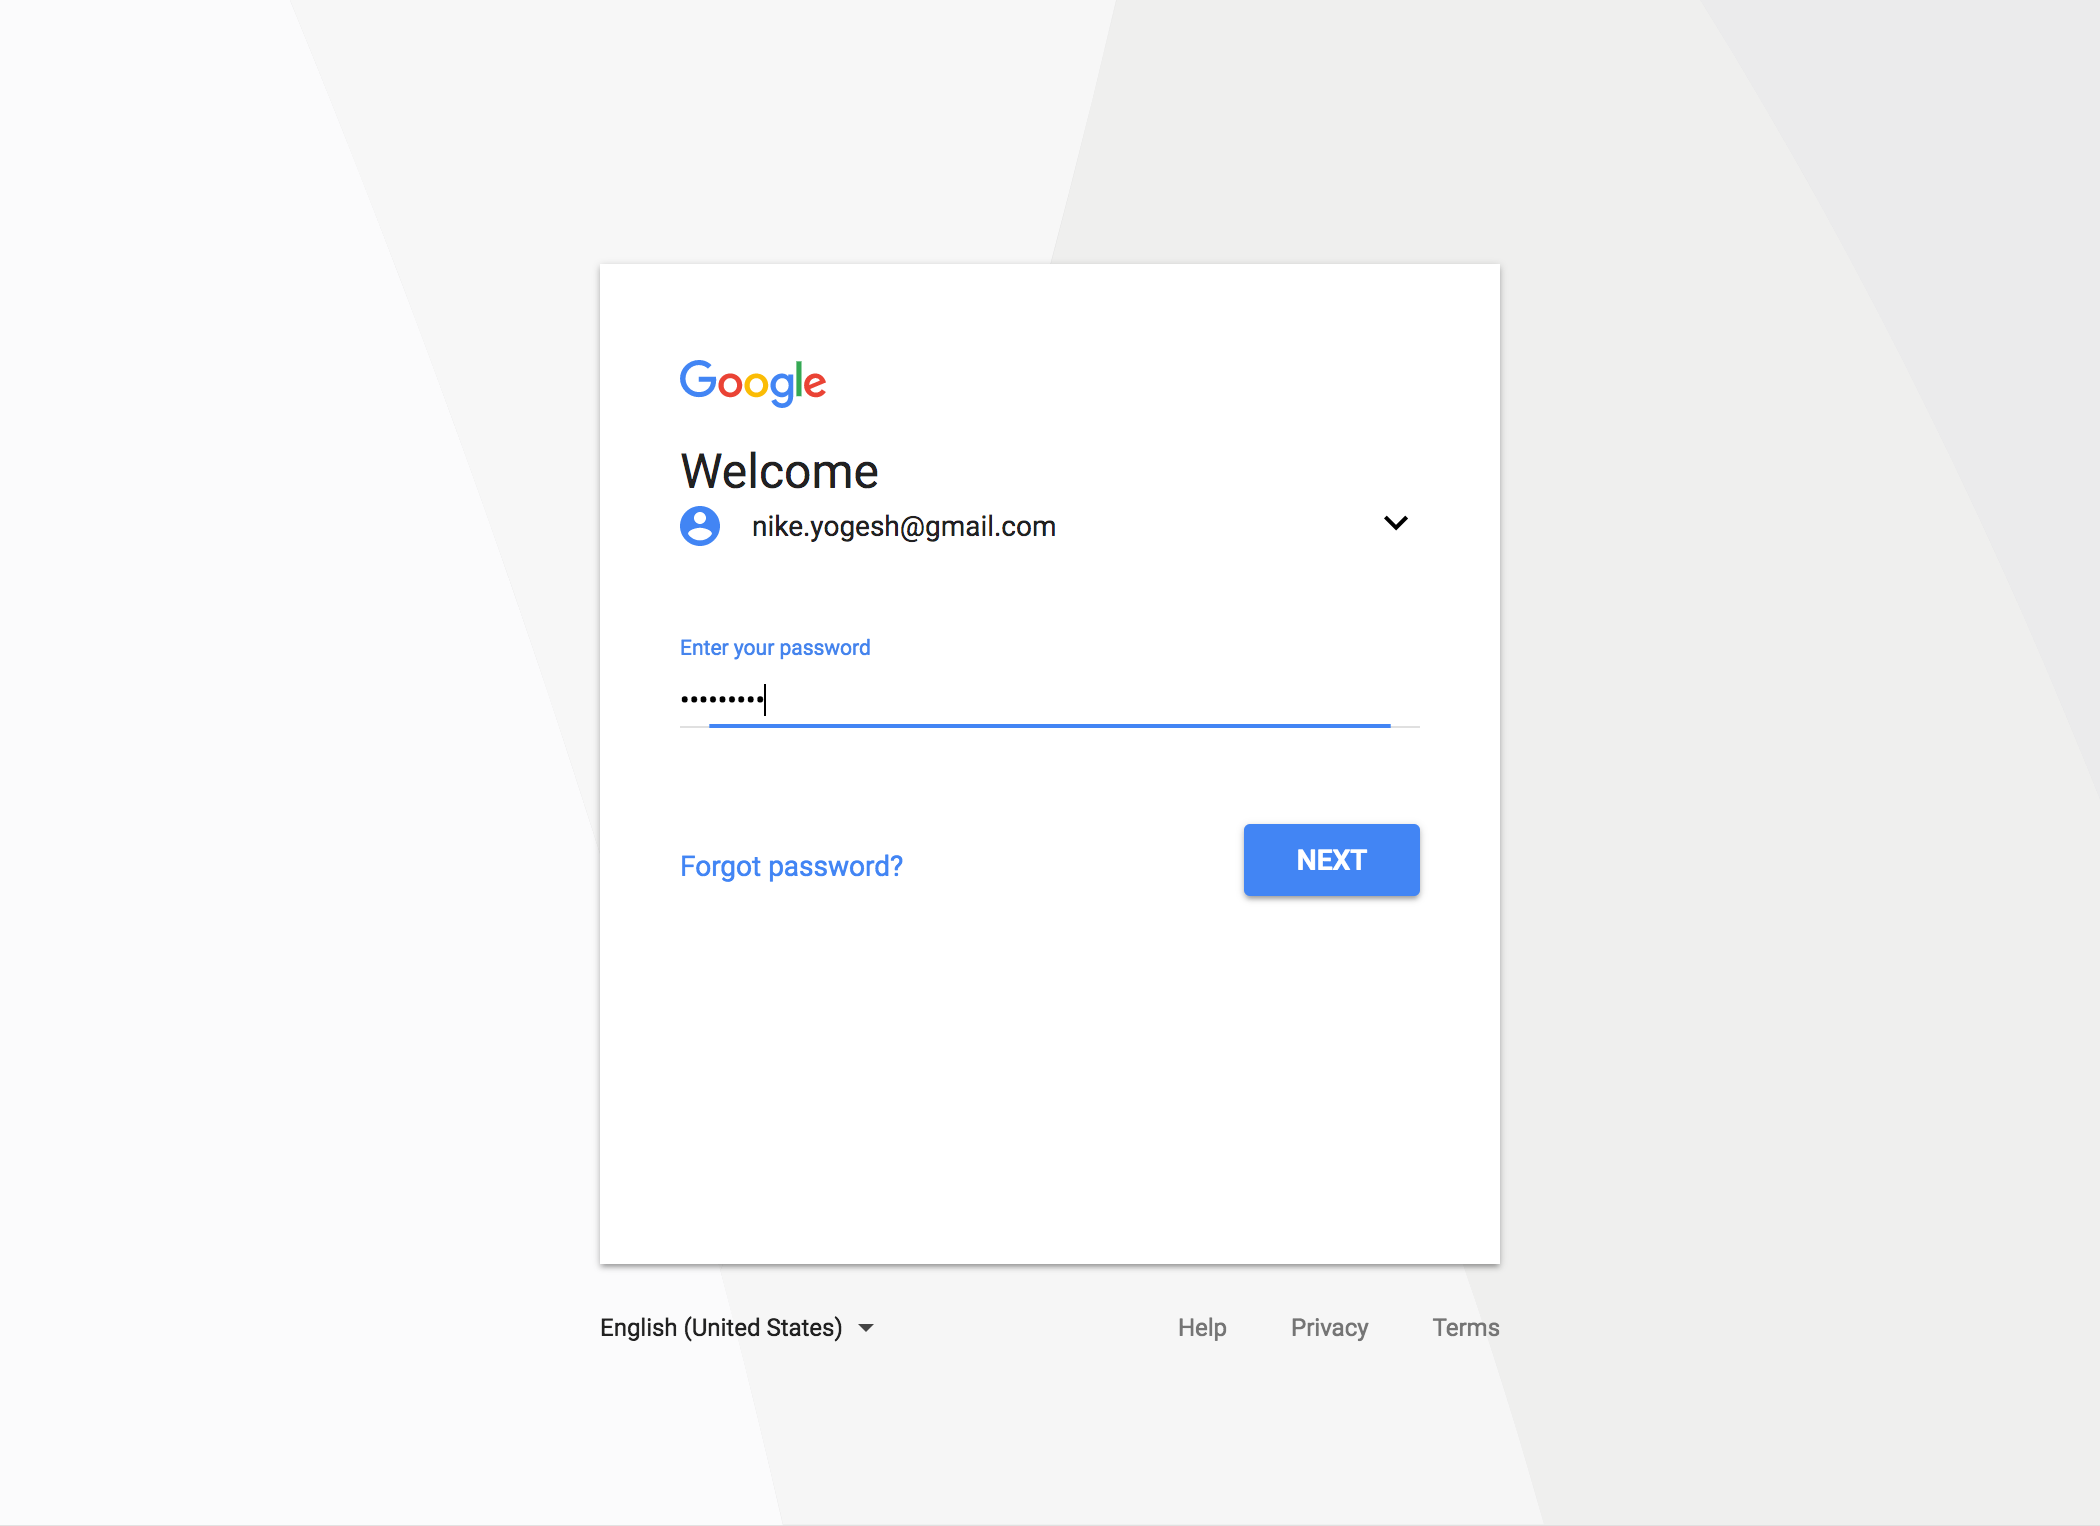 Google
Welcome
nike.yogesh@gmail.com
Enter your password
•••••••••
Forgot password?
NEXT
English (United States)
Help Privacy Terms